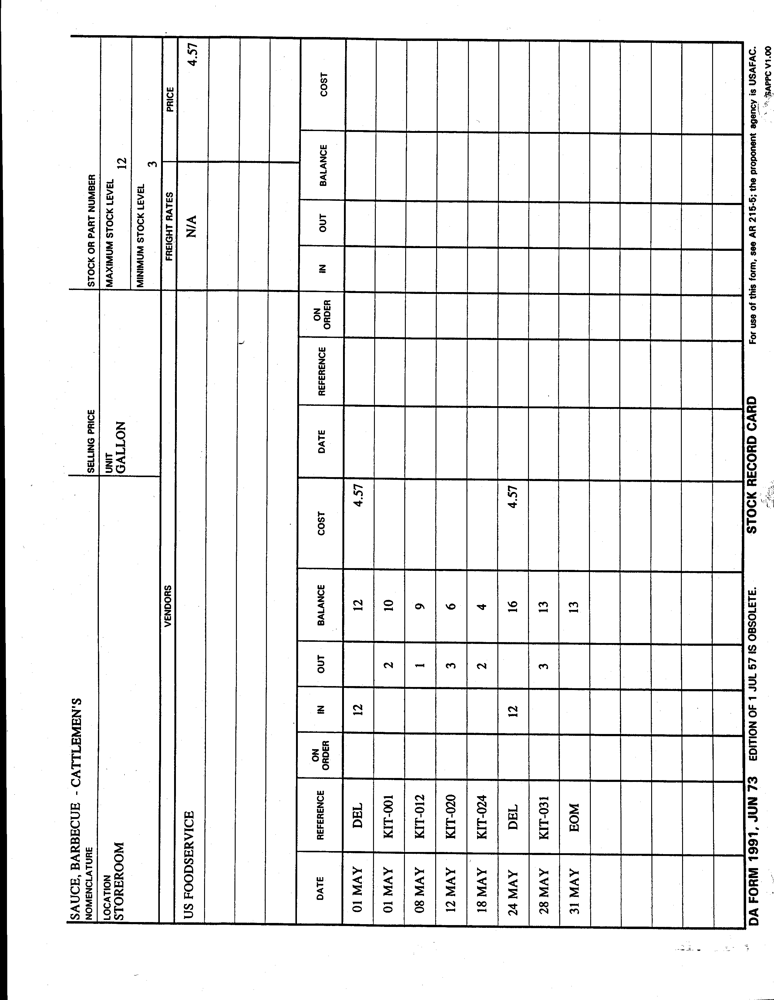 SAUCE, BARBECUE - CATTLEMEN'S
NOMENCLATURE SELLING PRICE STOCK OR PART NUMBER
LOCATION UNIT MAXIMUM STOCK LEVEL
STOREROOM GALLON 12
MINIMUM STOCK LEVEL
3
VENDORS FREIGHT RATES PRICE
US FOODSERVICE N/A 4.57
DATE REFERENCE ON ORDER IN OUT BALANCE COST DATE REFERENCE ON ORDER IN OUT BALANCE COST
01 MAY DEL 12 12 4.57
01 MAY KIT-001 2 10
08 MAY KIT-012 1 9
12 MAY KIT-020 3 6
18 MAY KIT-024 2 4
24 MAY DEL 12 16 4.57
28 MAY KIT-031 3 13
31 MAY EOM 13
DA FORM 1991, JUN 73 EDITION OF 1 JUL 57 IS OBSOLETE. STOCK RECORD CARD For use of this form, see AR 215-5; the proponent agency is USAFAC.
SAPPC V1.00